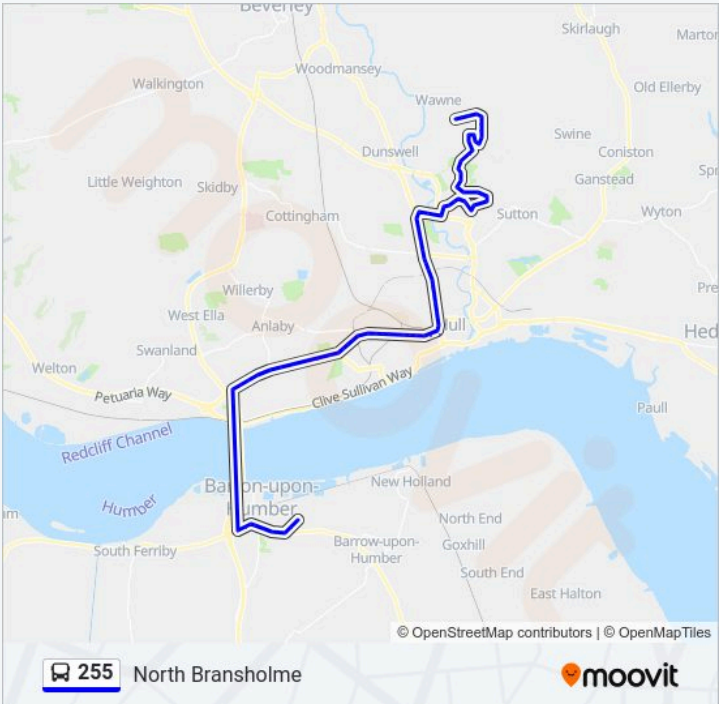 Beverley
Skirlaugh
Marton
Woodmansey
Walkington
Old Ellerby
Wawne
Swine
Dunswell
Coniston
Little Weighton
Skidby
Ganstead
Cottingham
Sutton
Wyton
Willerby
Pre
West Ella
Anlaby
Hull
Hed
Swanland
Welton
Petuaria Way
Clive Sullivan Way
Paull
Redcliff Channel
Barton-upon-
Humber
New Holland
Humper
am
North End
South Ferriby
Barrow-upon-
Humber
Goxhill
South End
East Halton
© OpenStreetMap contributors | © OpenMapTiles
255 North Bransholme
moovit